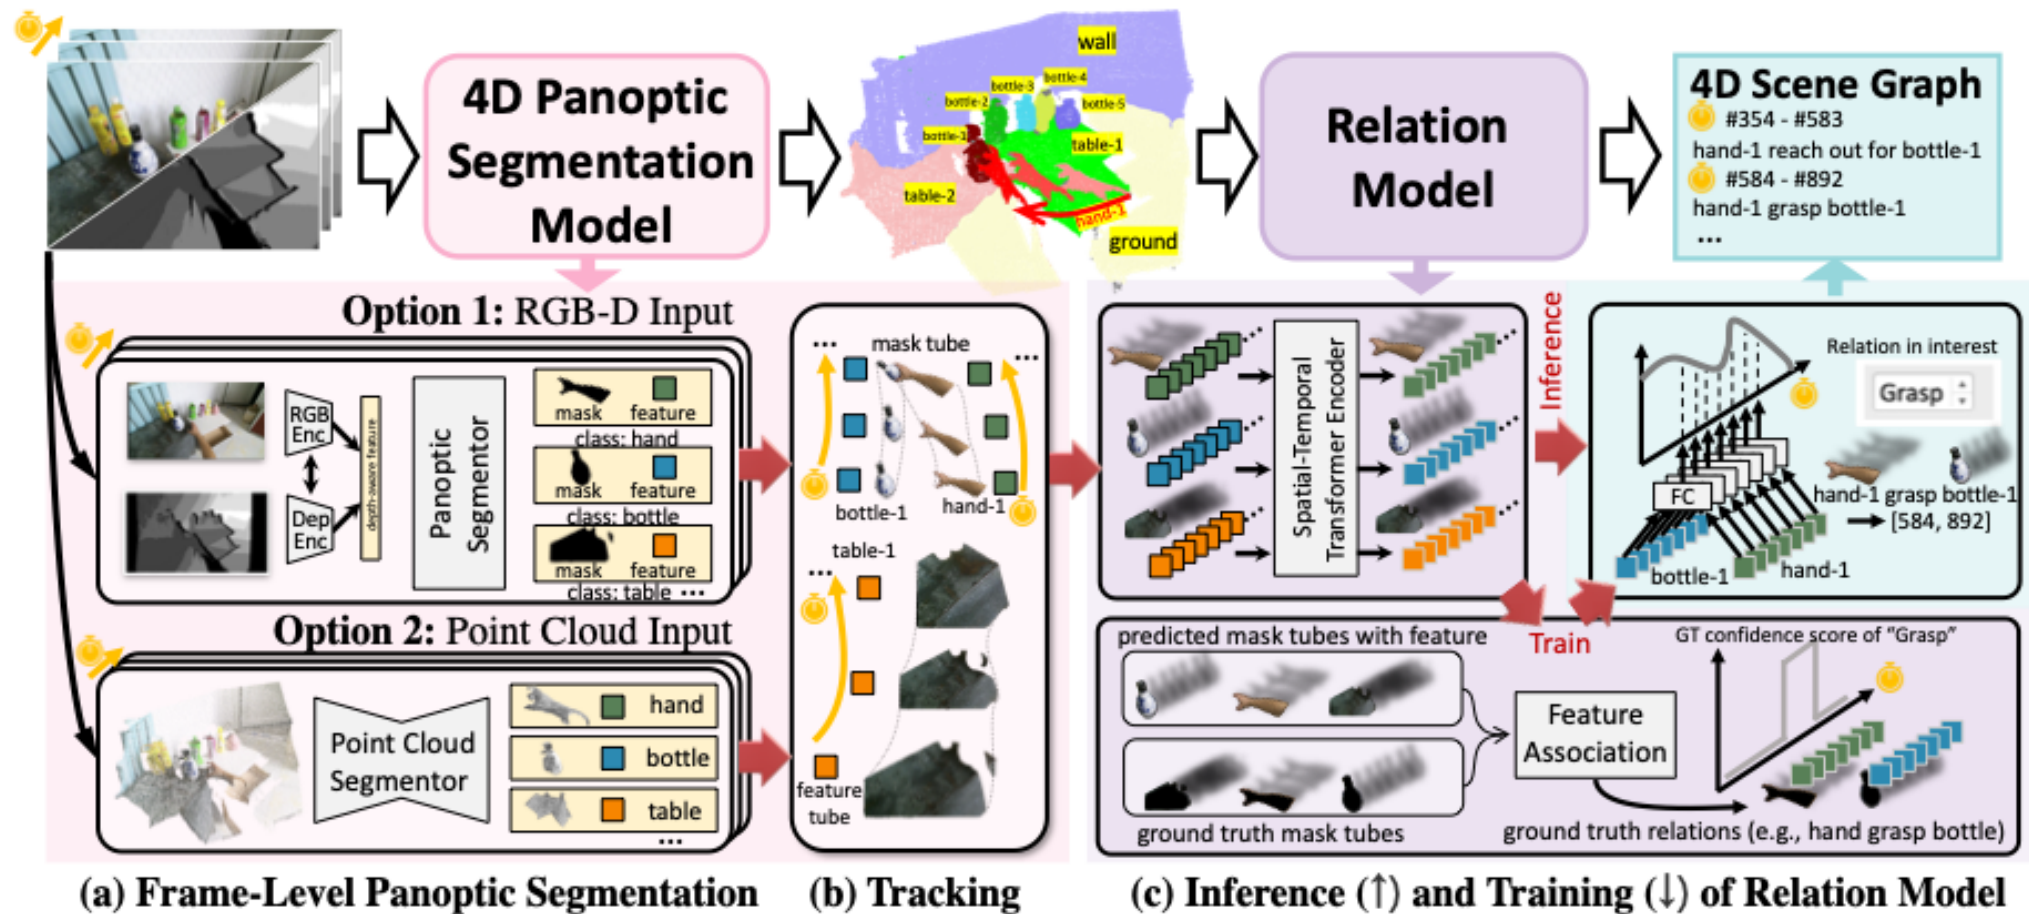 4D Panoptic
Segmentation
Model
wall
bottle-4
bottle-3
bottle-2
bottle-5
bottle-1
table-1
table-2
hand-1
ground
Relation
Model
4D Scene Graph
#354 - #583
hand-1 reach out for bottle-1
#584 - #892
hand-1 grasp bottle-1
...
Option 1: RGB-D Input
RGB
Enc
Dep
Enc
depth-aware feature
Panoptic
Segmentor
mask feature
class: hand
mask feature
class: bottle
mask feature
class: table ...
Option 2: Point Cloud Input
Point Cloud
Segmentor
hand
bottle
table
...
... mask tube ...
bottle-1 hand-1
table-1
...
feature
tube
Spatial-Temporal
Transformer Encoder
Inference
Relation in interest
Grasp
FC
hand-1 grasp bottle-1
[584, 892]
bottle-1 hand-1
Train
predicted mask tubes with feature
ground truth mask tubes
Feature
Association
GT confidence score of “Grasp”
ground truth relations (e.g., hand grasp bottle)
(a) Frame-Level Panoptic Segmentation (b) Tracking (c) Inference (↑) and Training (↓) of Relation Model